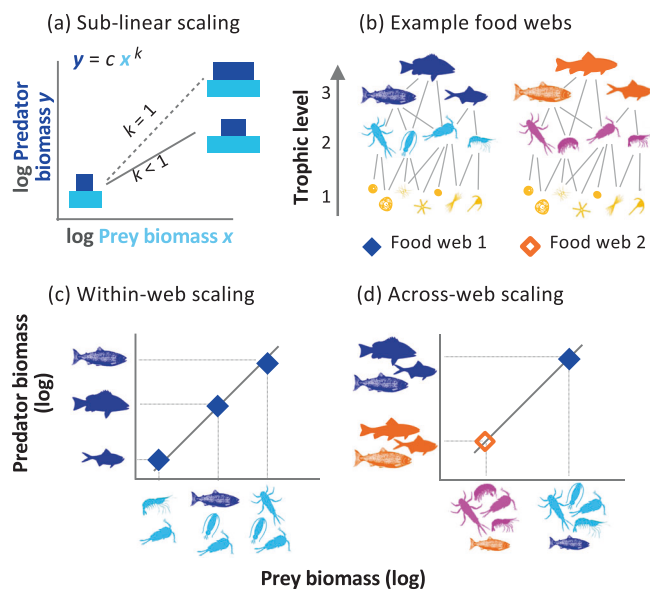 (a) Sub-linear scaling
y = c x^k
k = 1
k < 1
log Predator
biomass y
log Prey biomass x
(b) Example food webs
Trophic level
3
2
1
Food web 1
Food web 2
(c) Within-web scaling
(d) Across-web scaling
Predator biomass
(log)
Prey biomass (log)